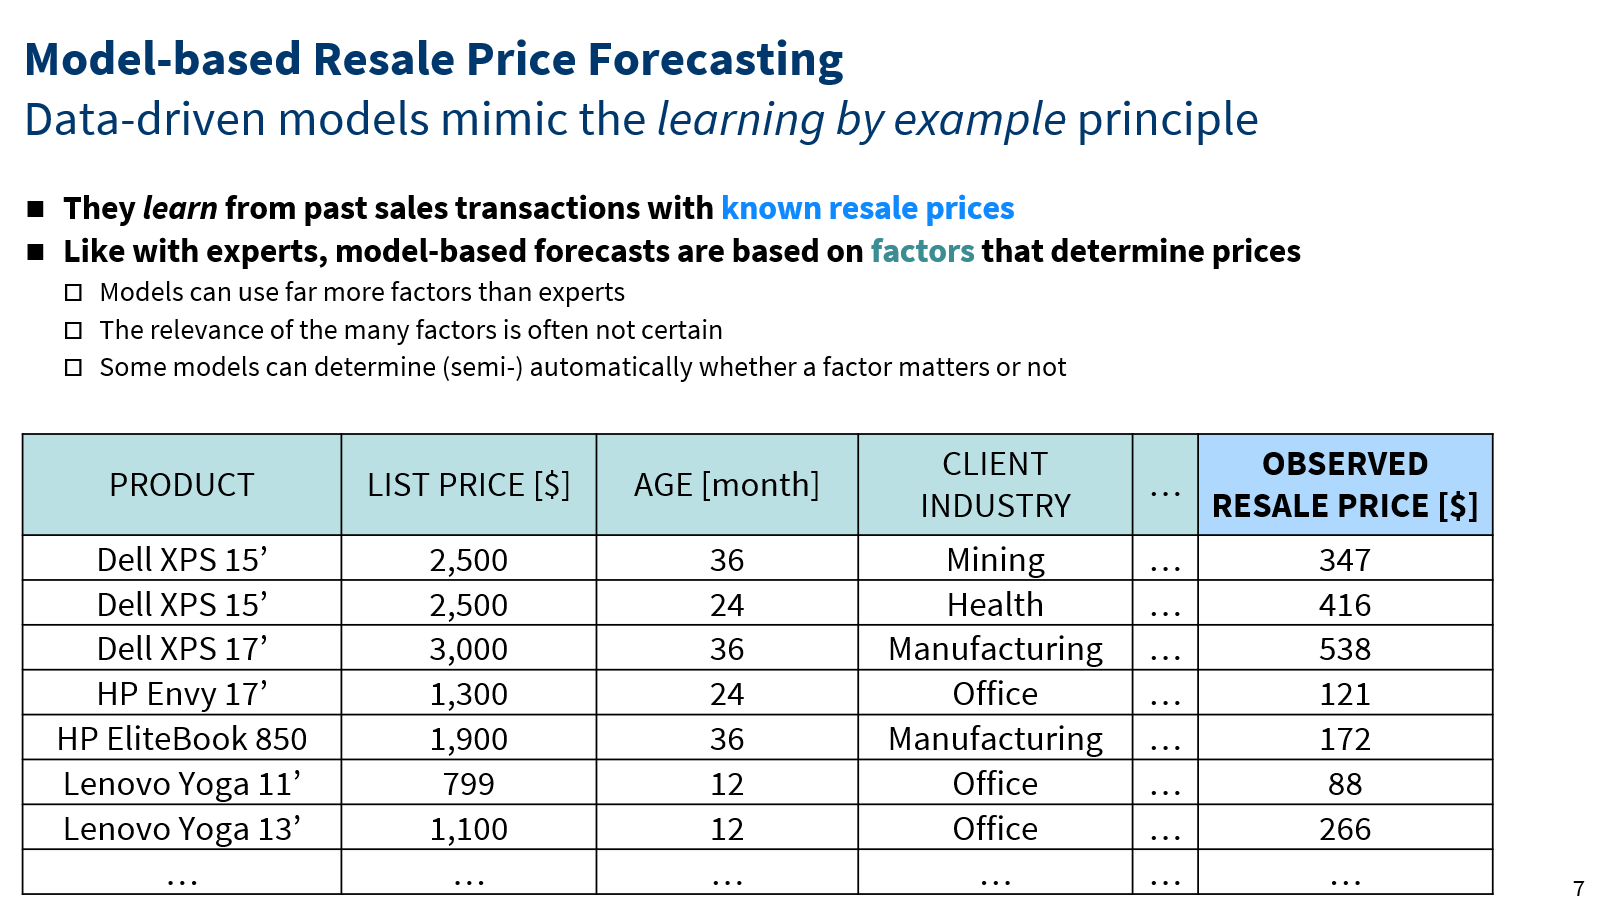 Model-based Resale Price Forecasting
Data-driven models mimic the learning by example principle
■ They learn from past sales transactions with known resale prices
■ Like with experts, model-based forecasts are based on factors that determine prices
□ Models can use far more factors than experts
□ The relevance of the many factors is often not certain
□ Some models can determine (semi-) automatically whether a factor matters or not
PRODUCT LIST PRICE [$] AGE [month] CLIENT INDUSTRY … OBSERVED RESALE PRICE [$]
Dell XPS 15’ 2,500 36 Mining … 347
Dell XPS 15’ 2,500 24 Health … 416
Dell XPS 17’ 3,000 36 Manufacturing … 538
HP Envy 17’ 1,300 24 Office … 121
HP EliteBook 850 1,900 36 Manufacturing … 172
Lenovo Yoga 11’ 799 12 Office … 88
Lenovo Yoga 13’ 1,100 12 Office … 266
… … … … … …
7